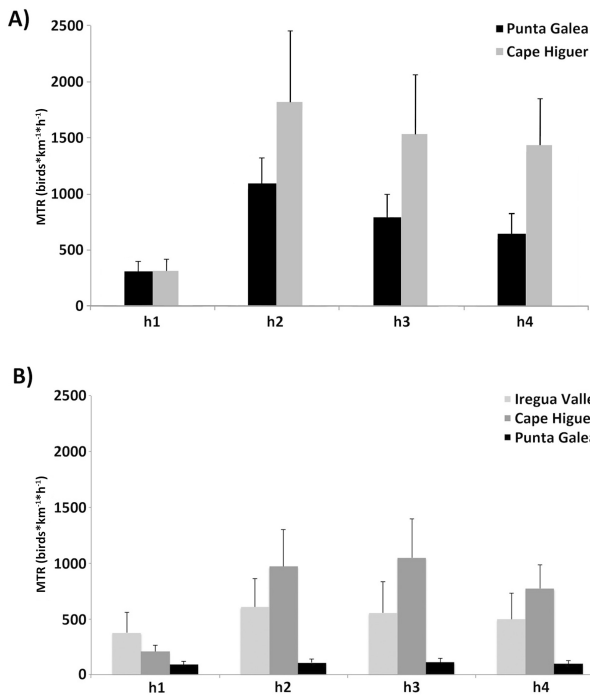 A)
Punta Galea
Cape Higuer
MTR (birds*km⁻¹*h⁻¹)
2500
2000
1500
1000
500
0
h1 h2 h3 h4
B)
Iregua Valle
Cape Higue
Punta Galea
MTR (birds*km⁻¹*h⁻¹)
2500
2000
1500
1000
500
0
h1 h2 h3 h4